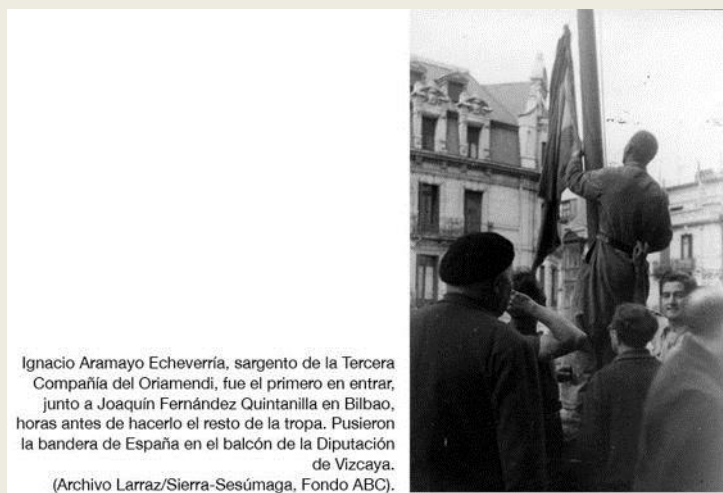 Ignacio Aramayo Echeverría, sargento de la Tercera
Compañía del Oriamendi, fue el primero en entrar,
junto a Joaquín Fernández Quintanilla en Bilbao,
horas antes de hacerlo el resto de la tropa. Pusieron
la bandera de España en el balcón de la Diputación
de Vizcaya.
(Archivo Larraz/Sierra-Sesúmaga, Fondo ABC).